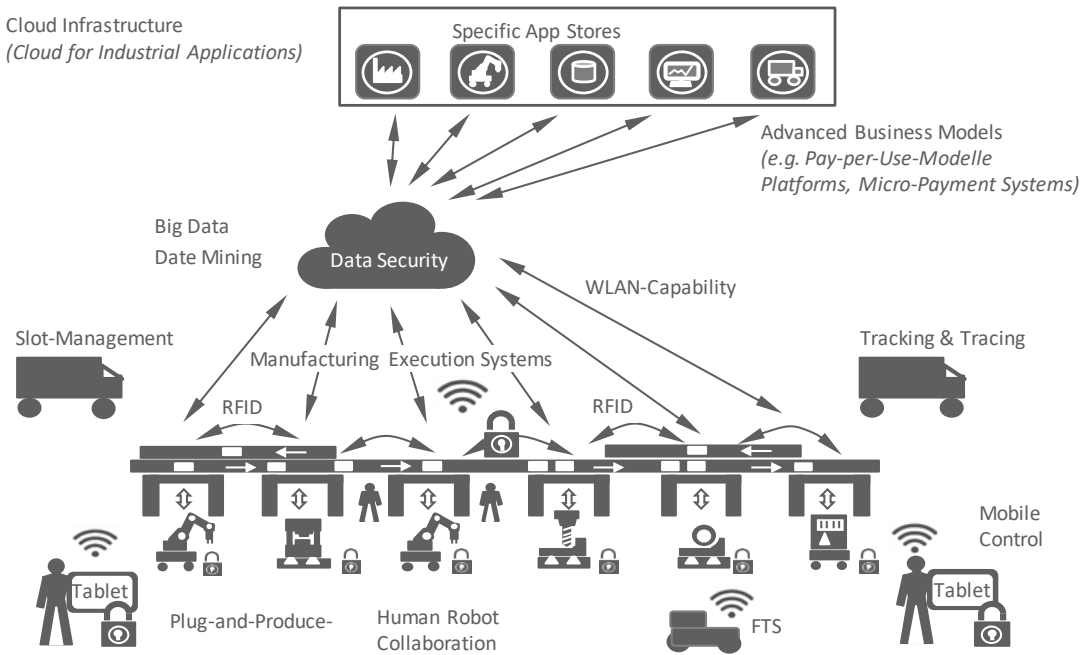 Cloud Infrastructure
(Cloud for Industrial Applications)
Specific App Stores
Advanced Business Models
(e.g. Pay-per-Use-Modelle
Platforms, Micro-Payment Systems)
Big Data
Date Mining
Data Security
WLAN-Capability
Slot-Management
Manufacturing Execution Systems
Tracking & Tracing
RFID
RFID
Mobile
Control
Tablet
Tablet
Plug-and-Produce-
Human Robot
Collaboration
FTS